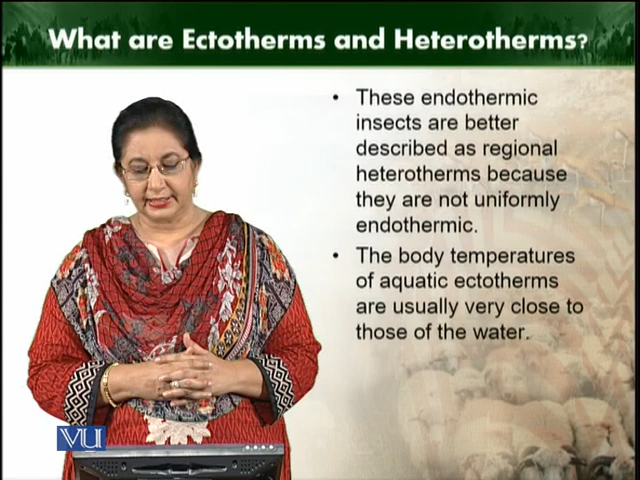 What are Ectotherms and Heterotherms?
• These endothermic
insects are better
described as regional
heterotherms because
they are not uniformly
endothermic.
• The body temperatures
of aquatic ectotherms
are usually very close to
those of the water.
VU